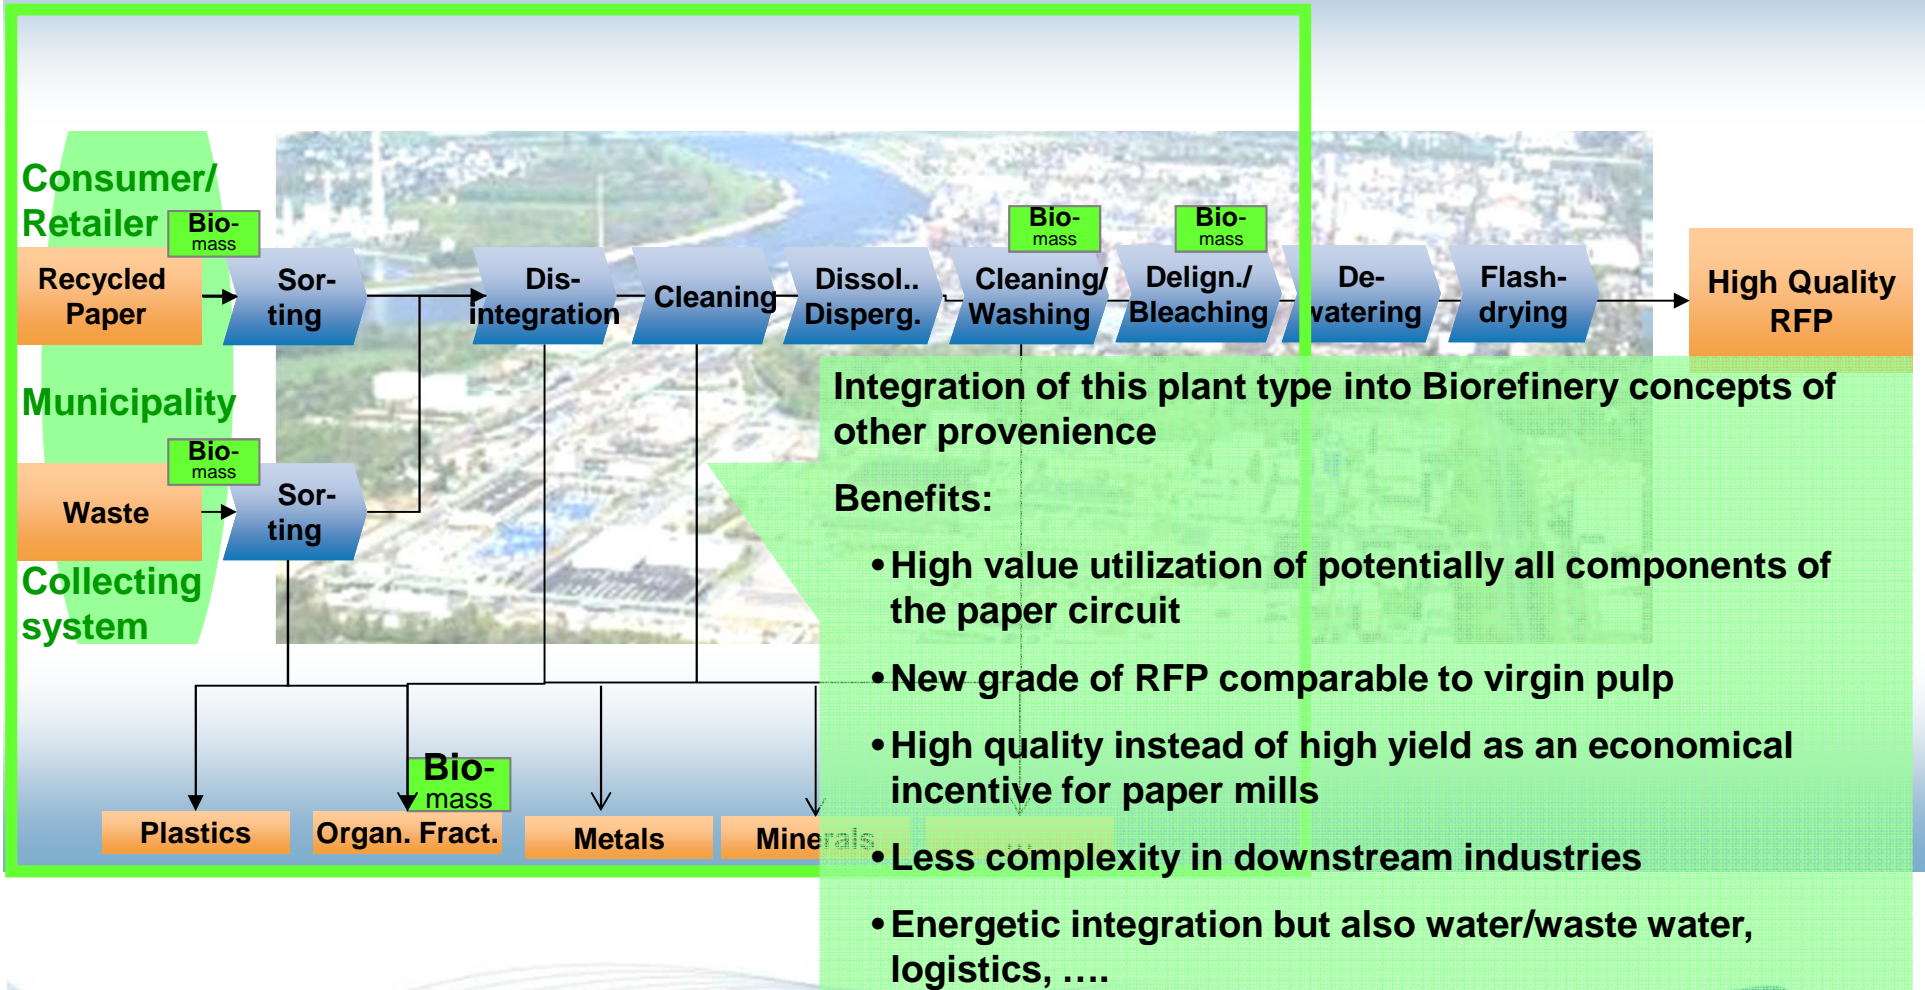 Consumer/
Retailer
Bio-
mass
Recycled
Paper
Sor-
ting
Dis-
integration
Cleaning
Dissol..
Disperg.
Bio-
mass
Cleaning/
Washing
Bio-
mass
Delign./
Bleaching
De-
watering
Flash-
drying
High Quality
RFP
Municipality
Bio-
mass
Waste
Sor-
ting
Collecting
system
Bio-
mass
Plastics
Organ. Fract.
Metals
Minerals
Integration of this plant type into Biorefinery concepts of
other provenience
Benefits:
•High value utilization of potentially all components of
the paper circuit
•New grade of RFP comparable to virgin pulp
•High quality instead of high yield as an economical
incentive for paper mills
•Less complexity in downstream industries
•Energetic integration but also water/waste water,
logistics, ....